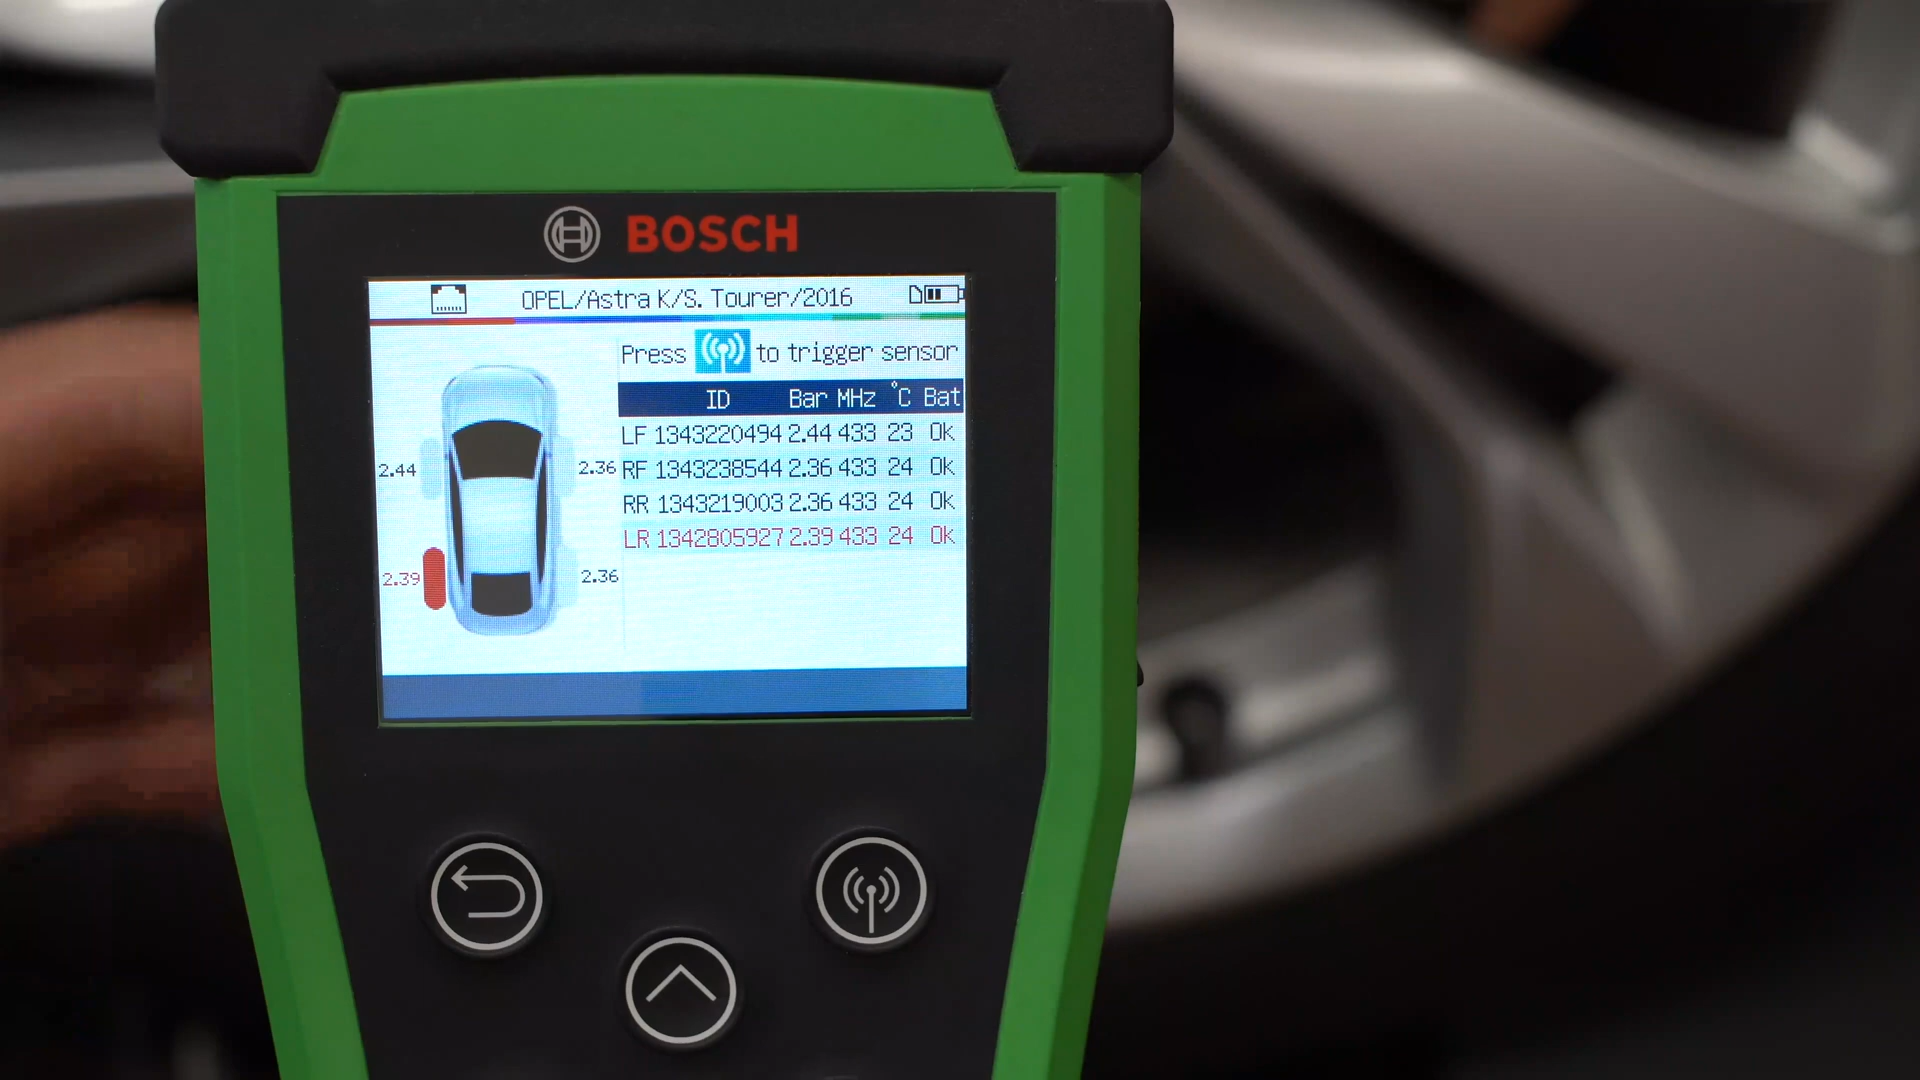 BOSCH
OPEL/Astra K/S. Tourer/2016
Press to trigger sensor
ID Bar MHz °C Bat
LF 1343220494 2.44 433 23 Ok
2.44
2.36
RF 1343238544 2.36 433 24 Ok
RR 1343219003 2.36 433 24 Ok
LR 1342805927 2.39 433 24 Ok
2.39
2.36